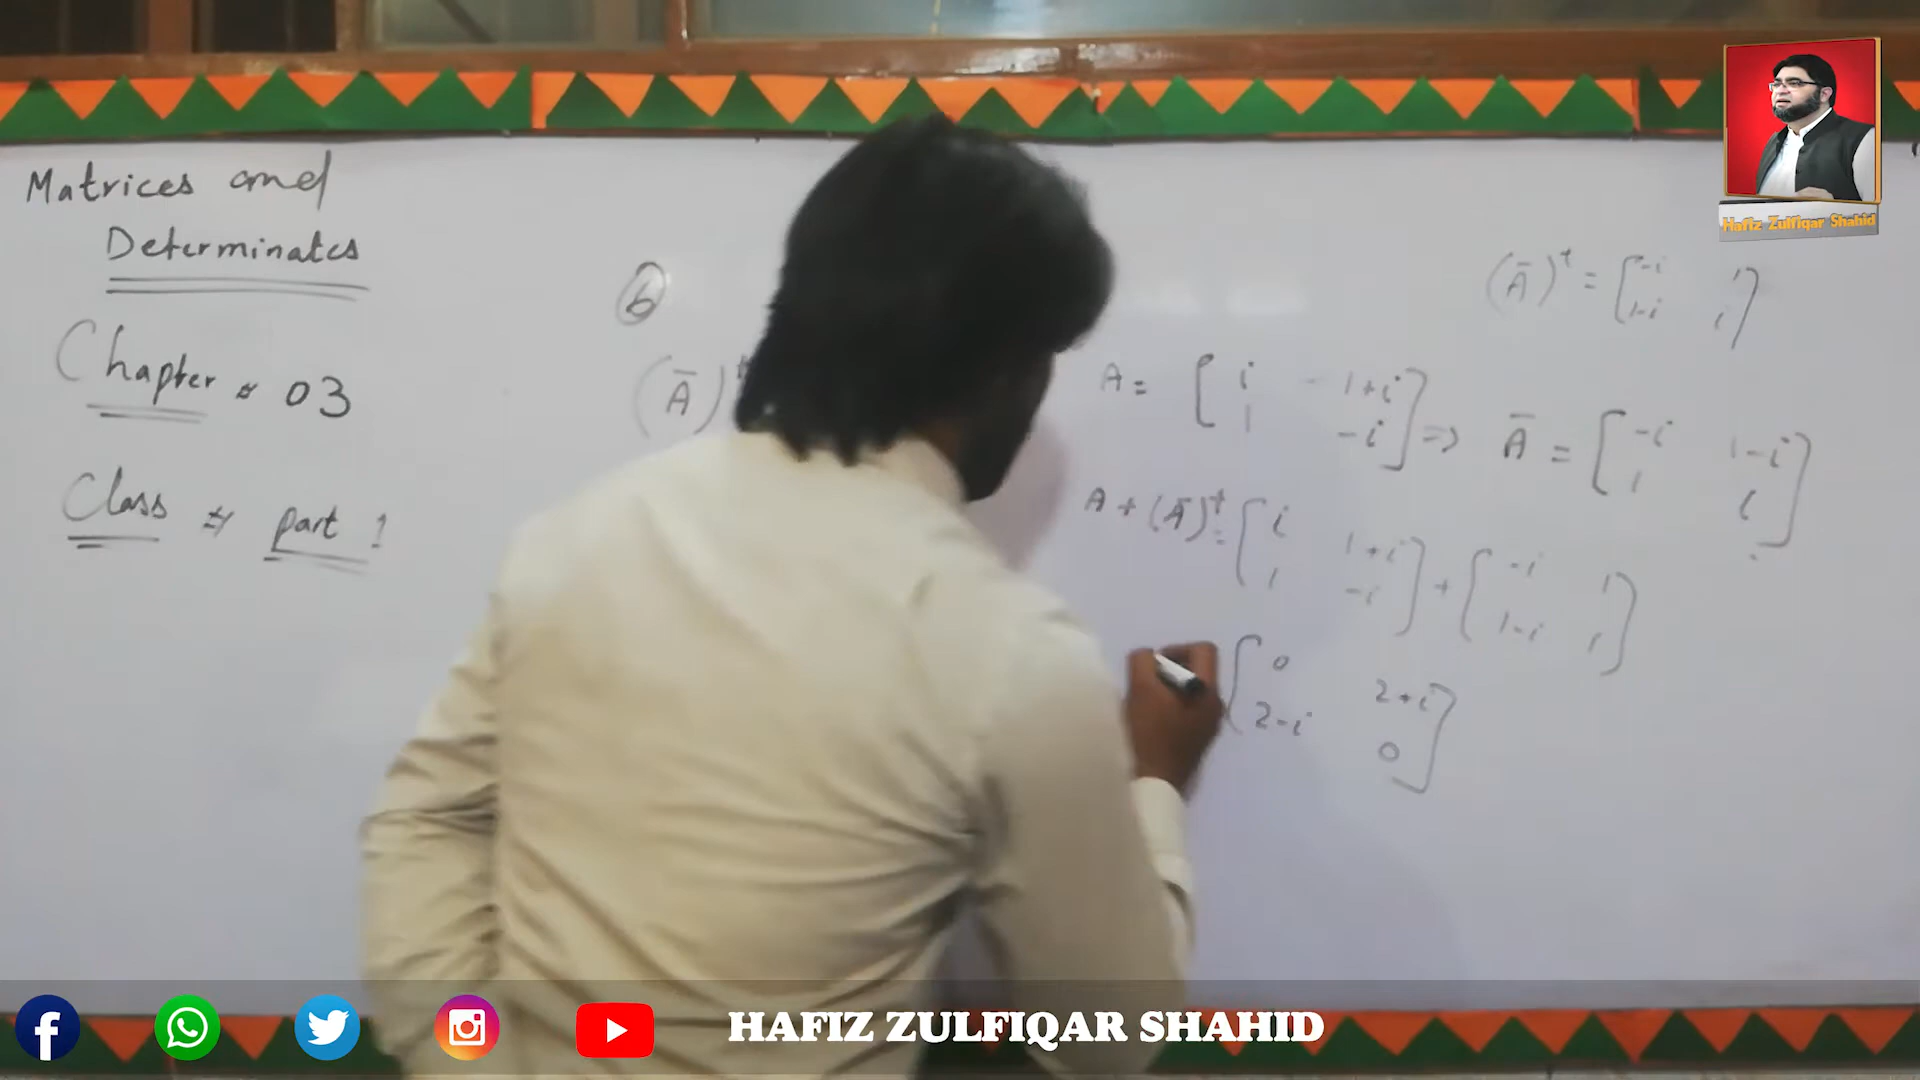 Matrices and
Determinates
Chapter # 03
Class # part 1
6
(Ā)
A = [ i 1+i
1 -i ] => Ā = [ -i 1-i
1 i ]
(Ā)^t = [ -i 1
1-i i ]
A + (Ā)^t = [ i 1+i
1 -i ] + [ -i 1
1-i i ]
[ 0 2+i
2-i 0 ]
Hafiz Zulfiqar Shahid
HAFIZ ZULFIQAR SHAHID